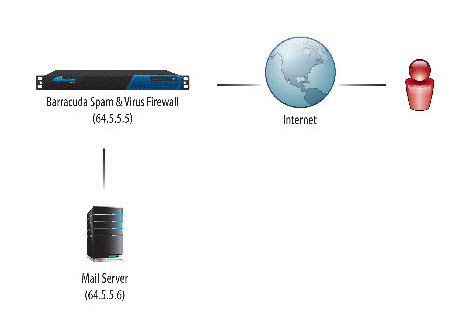 Barracuda Spam & Virus Firewall
(64.5.5.5)
Internet
Mail Server
(64.5.5.6)